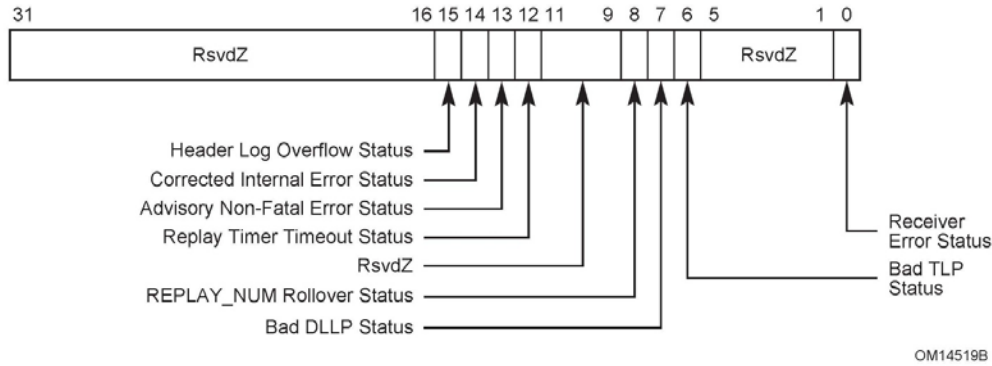 31 16 15 14 13 12 11 9 8 7 6 5 1 0
RsvdZ RsvdZ
Header Log Overflow Status
Corrected Internal Error Status
Advisory Non-Fatal Error Status
Replay Timer Timeout Status
RsvdZ
REPLAY_NUM Rollover Status
Bad DLLP Status
Receiver
Error Status
Bad TLP
Status
OM14519B